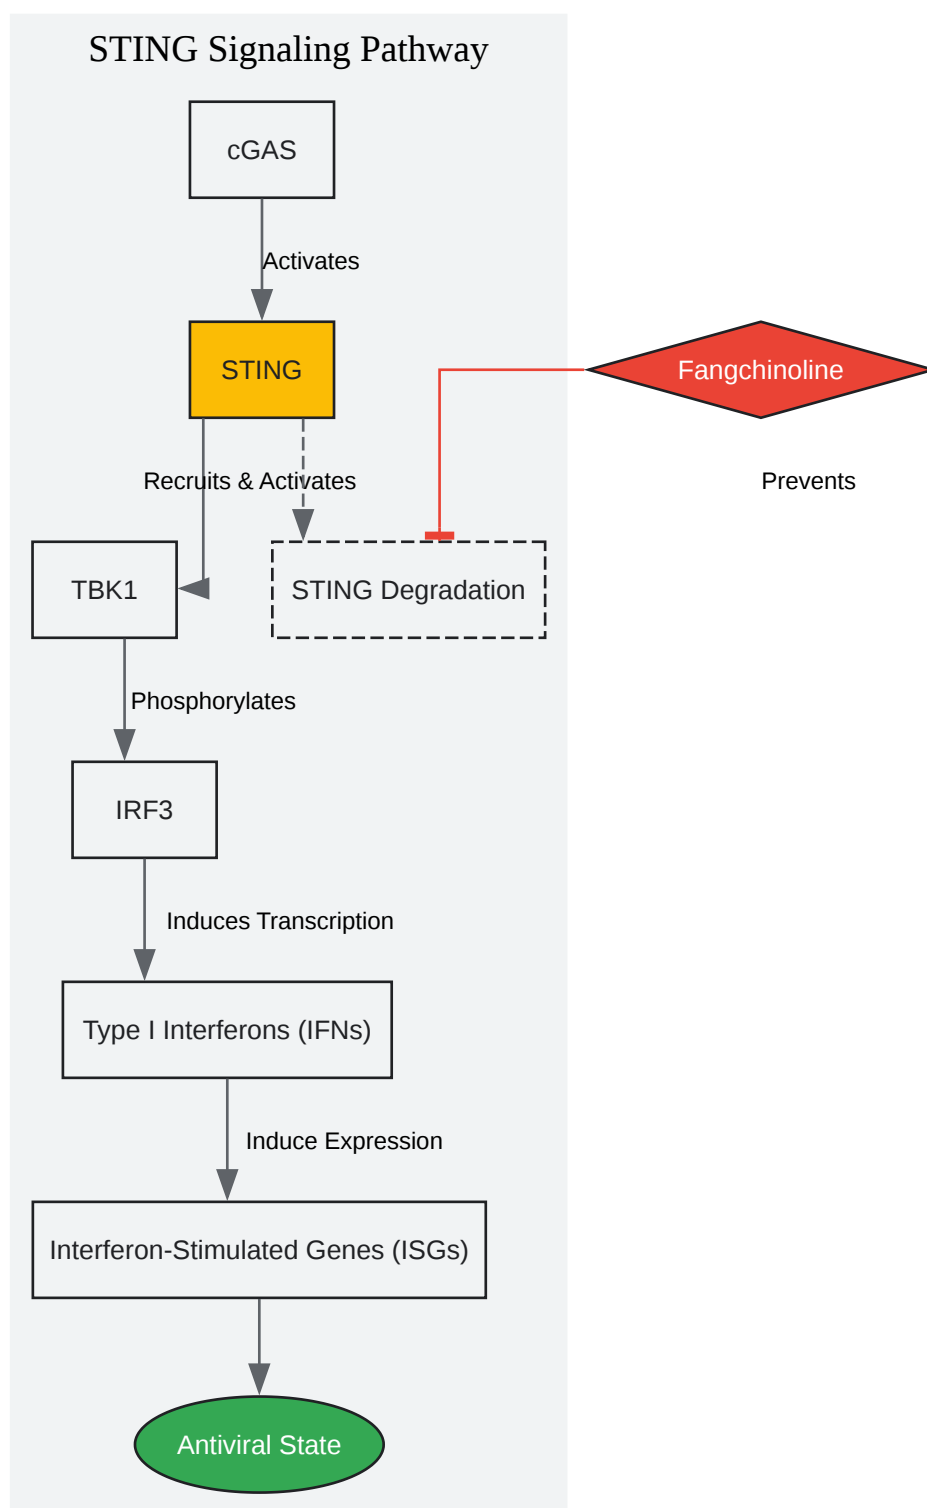 STING Signaling Pathway
cGAS
Activates
STING
Fangchinoline
Recruits & Activates
Prevents
TBK1
STING Degradation
Phosphorylates
IRF3
Induces Transcription
Type I Interferons (IFNs)
Induce Expression
Interferon-Stimulated Genes (ISGs)
Antiviral State